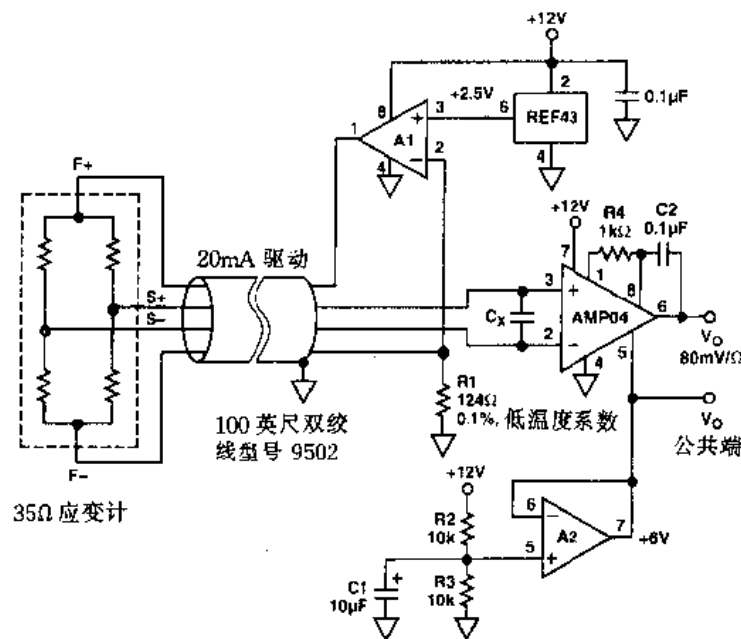 +12V
0.1μF
2
+2.5V
6
REF43
4
8
3
+
1
A1
2
−
4
F+
20mA 驱动
S+
S−
F−
35Ω 应变计
100 英尺双绞
线型号 9502
R1
124Ω
0.1%, 低温度系数
CX
+12V
R4
1kΩ
C2
0.1μF
7
1
8
3
+
AMP04
6
2
−
5
4
VO
80mV/Ω
VO
公共端
+12V
R2
10k
R3
10k
C1
10μF
+
6
−
A2
7
+6V
5
+